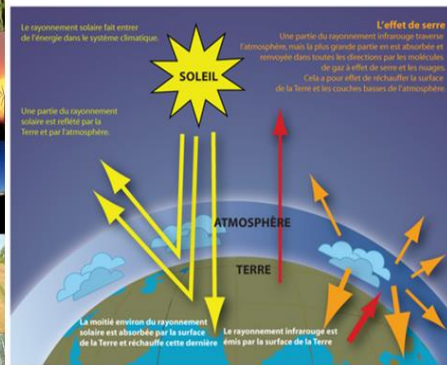 Le rayonnement solaire fait entrer
de l'énergie dans le système climatique.
L'effet de serre
Une partie du rayonnement infrarouge traverse
l'atmosphère, mais la plus grande partie en est absorbée et
renvoyée dans toutes les directions par les molécules
de gaz à effet de serre et les nuages.
Cela a pour effet de réchauffer la surface
de la Terre et les couches basses de l'atmosphère.
SOLEIL
Une partie du rayonnement
solaire est reflété par la
Terre et par l'atmosphère.
ATMOSPHÈRE
TERRE
La moitié environ du rayonnement
solaire est absorbée par la surface
de la Terre et réchauffe cette dernière
Le rayonnement infrarouge est
émis par la surface de la Terre